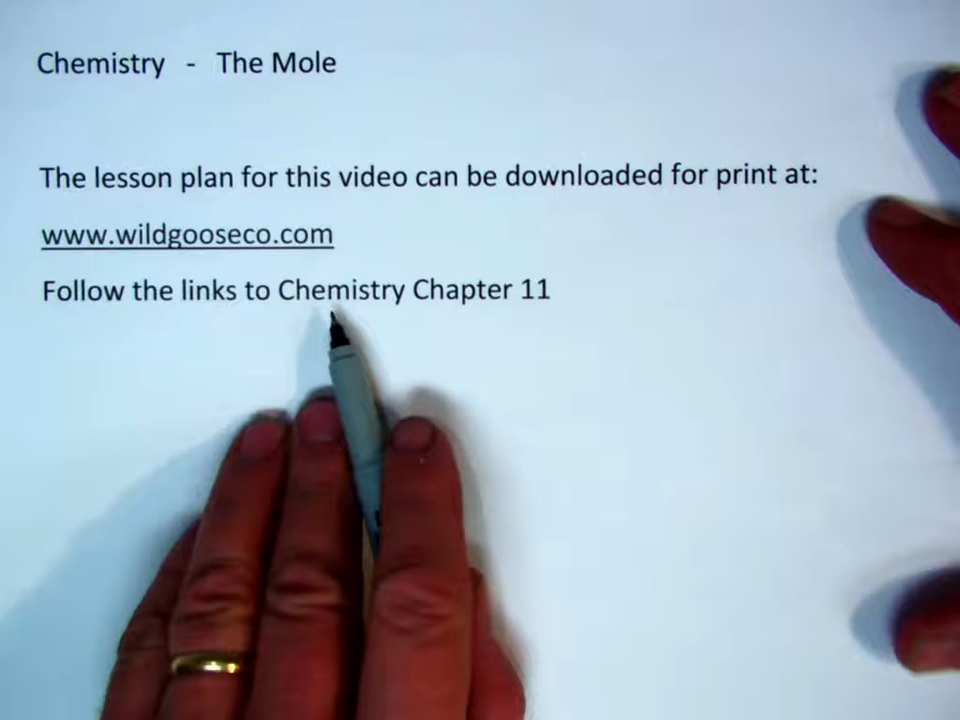 Chemistry - The Mole
The lesson plan for this video can be downloaded for print at:
www.wildgooseco.com
Follow the links to Chemistry Chapter 11